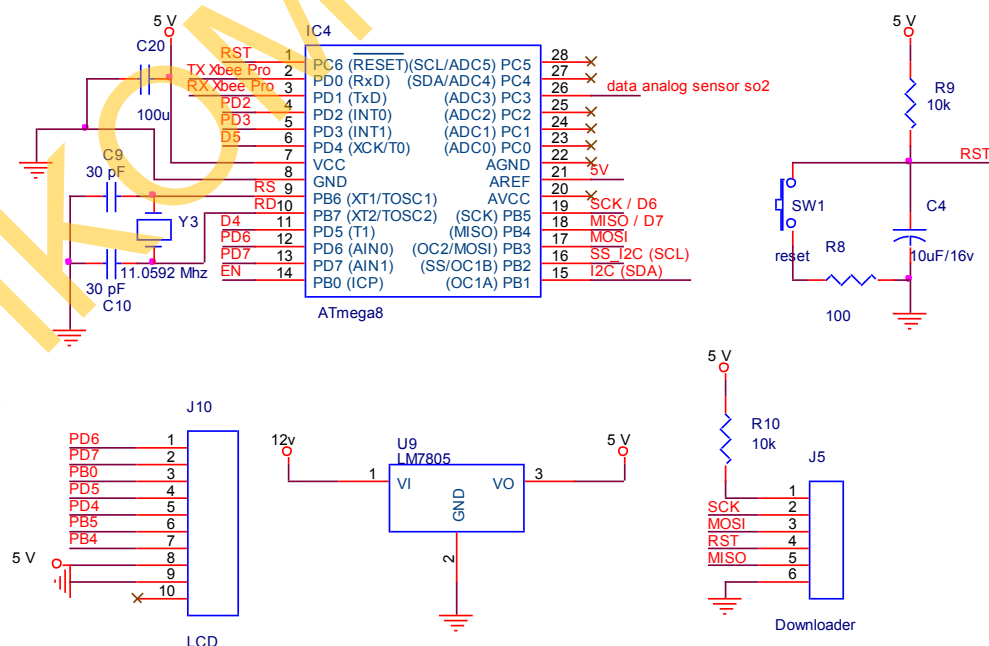 5 V
C20
100u
IC4
RST 1 PC6 (RESET)
TX Xbee Pro 2 PD0 (RxD)
RX Xbee Pro 3 PD1 (TxD)
PD2 4 PD2 (INT0)
PD3 5 PD3 (INT1)
D5 6 PD4 (XCK/T0)
7 VCC
8 GND
RS 9 PB6 (XT1/TOSC1)
RD 10 PB7 (XT2/TOSC2)
D4 11 PD5 (T1)
PD6 12 PD6 (AIN0)
PD7 13 PD7 (AIN1)
EN 14 PB0 (ICP)
(SCL/ADC5) PC5 28
(SDA/ADC4) PC4 27
(ADC3) PC3 26 data analog sensor so2
(ADC2) PC2 25
(ADC1) PC1 24
(ADC0) PC0 23
AGND 22
AREF 21 5V
AVCC 20
(SCK) PB5 19 SCK / D6
(MISO) PB4 18 MISO / D7
(OC2/MOSI) PB3 17 MOSI
(SS/OC1B) PB2 16 SS_I2C (SCL)
(OC1A) PB1 15 I2C (SDA)
ATmega8
C9
30 pF
Y3
11.0592 Mhz
30 pF
C10
5 V
R9
10k
RST
SW1
reset
C4
10uF/16v
R8
100
J10
PD6 1
PD7 2
PB0 3
PD5 4
PD4 5
PB5 6
PB4 7
5 V 8
9
10
LCD
12v
U9
LM7805
1 VI
VO 3
GND
2
5 V
5 V
R10
10k
J5
1
SCK 2
MOSI 3
RST 4
MISO 5
6
Downloader
IKOM